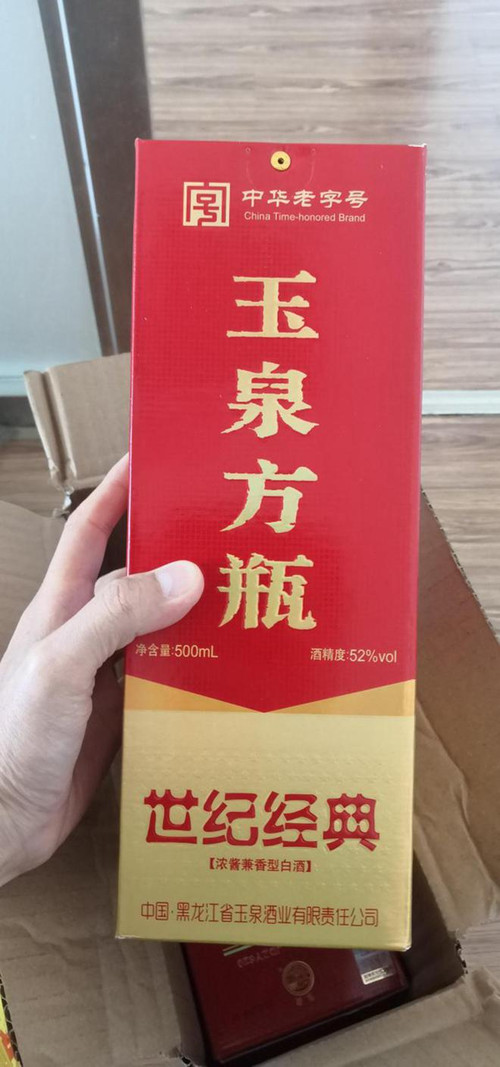 中华老字号
China Time-honored Brand
玉泉方瓶
净含量:500mL
酒精度:52%vol
世纪经典
【浓酱兼香型白酒】
中国·黑龙江省玉泉酒业有限责任公司